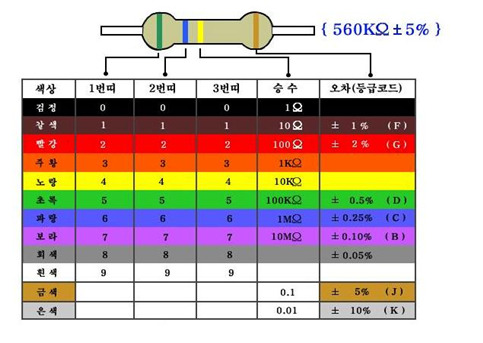 { 560KΩ ± 5% }
색상 1번띠 2번띠 3번띠 승 수 오차(등급코드)
검정 0 0 0 1Ω
갈색 1 1 1 10Ω ± 1% (F)
빨강 2 2 2 100Ω ± 2% (G)
주황 3 3 3 1KΩ
노랑 4 4 4 10KΩ
초록 5 5 5 100KΩ ± 0.5% (D)
파랑 6 6 6 1MΩ ± 0.25% (C)
보라 7 7 7 10MΩ ± 0.10% (B)
회색 8 8 8 ± 0.05%
흰색 9 9 9
금색 0.1 ± 5% (J)
은색 0.01 ± 10% (K)